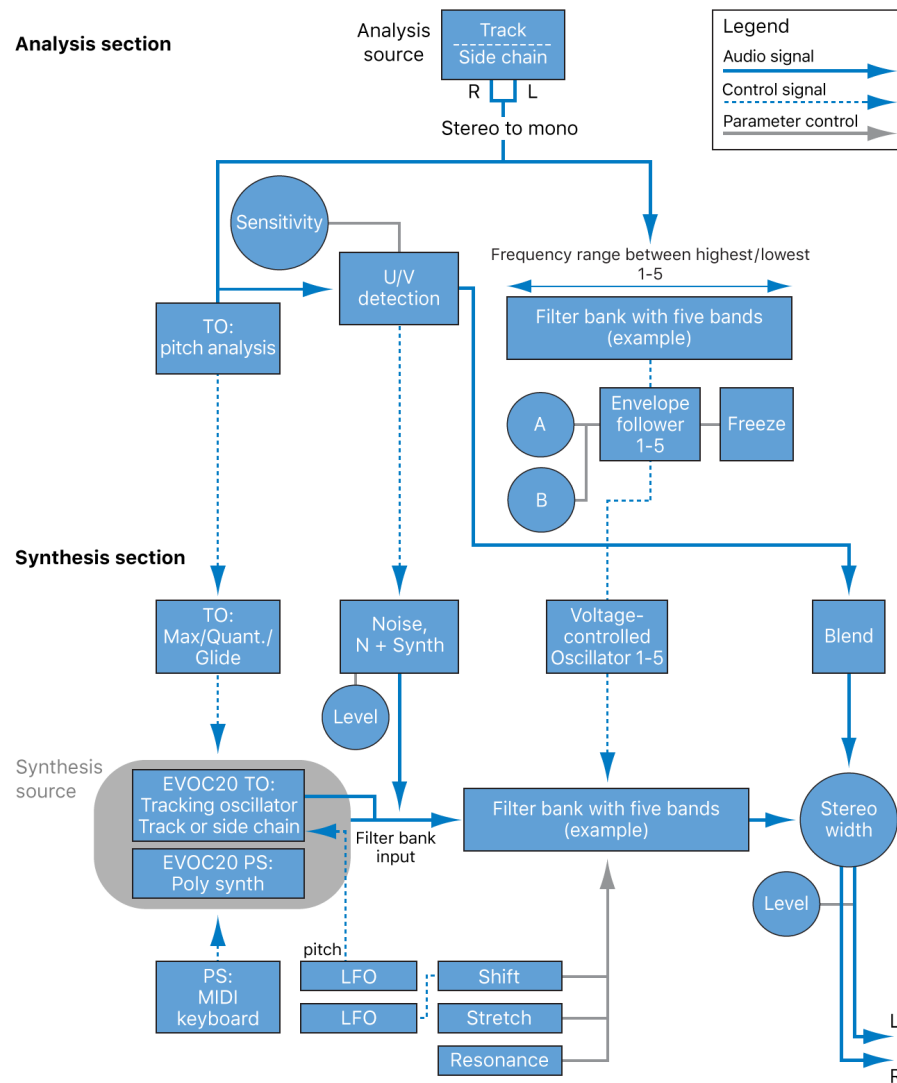 Analysis section
Analysis
source
Track
Side chain
R
L
Stereo to mono
Legend
Audio signal
Control signal
Parameter control
Sensitivity
U/V
detection
TO:
pitch analysis
Frequency range between highest/lowest
1-5
Filter bank with five bands
(example)
A
B
Envelope
follower
1-5
Freeze
Synthesis section
TO:
Max/Quant./
Glide
Noise,
N + Synth
Level
Voltage-
controlled
Oscillator 1-5
Blend
Synthesis
source
EVOC20 TO:
Tracking oscillator
Track or side chain
EVOC20 PS:
Poly synth
Filter bank
input
Filter bank with five bands
(example)
Stereo
width
Level
PS:
MIDI
keyboard
pitch
LFO
LFO
Shift
Stretch
Resonance
L
R